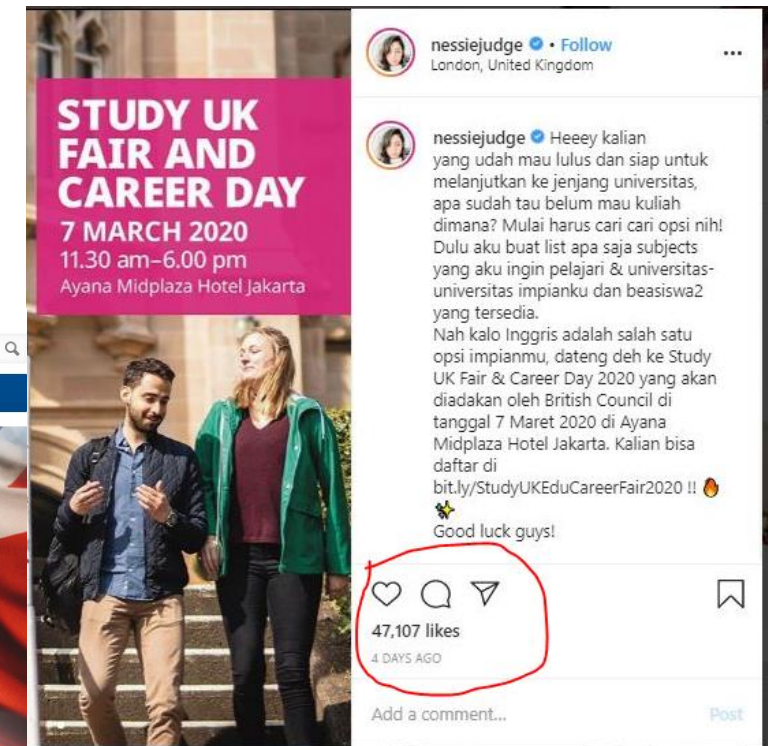 STUDY UK
FAIR AND
CAREER DAY
7 MARCH 2020
11.30 am–6.00 pm
Ayana Midplaza Hotel Jakarta
nessiejudge • Follow
London, United Kingdom
nessiejudge Heeey kalian
yang udah mau lulus dan siap untuk
melanjutkan ke jenjang universitas,
apa sudah tau belum mau kuliah
dimana? Mulai harus cari cari opsi nih!
Dulu aku buat list apa saja subjects
yang aku ingin pelajari & universitas-
universitas impianku dan beasiswa2
yang tersedia.
Nah kalo Inggris adalah salah satu
opsi impianmu, dateng deh ke Study
UK Fair & Career Day 2020 yang akan
diadakan oleh British Council di
tanggal 7 Maret 2020 di Ayana
Midplaza Hotel Jakarta. Kalian bisa
daftar di
bit.ly/StudyUKEduCareerFair2020 !! 🔥
✨
Good luck guys!
47,107 likes
4 DAYS AGO
Add a comment...
Post